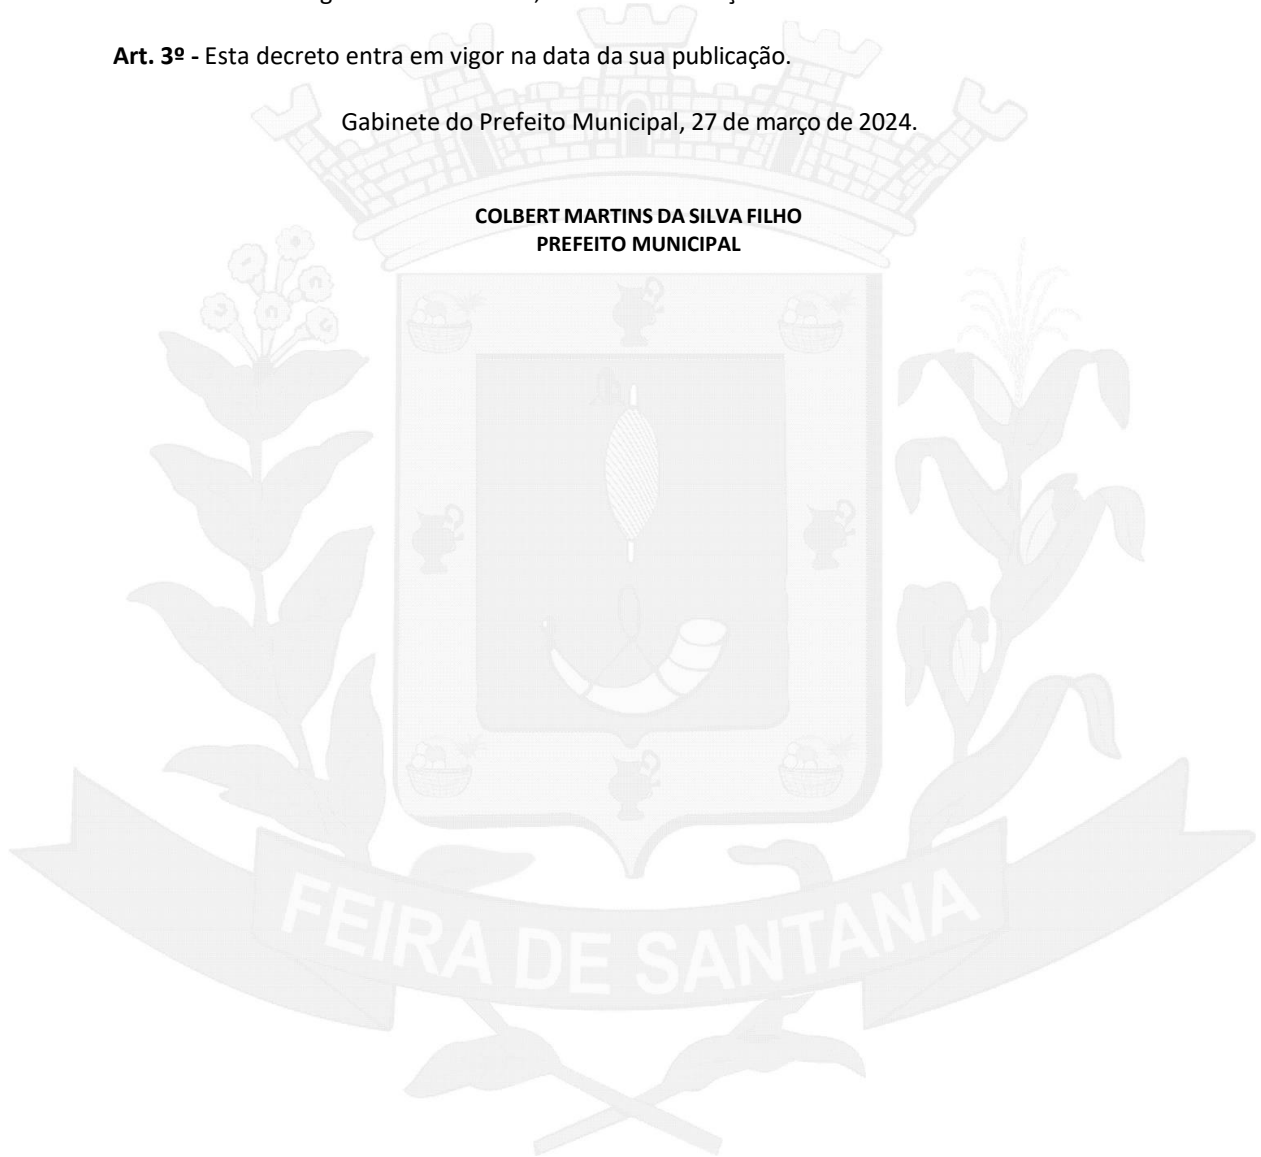 Art. 3º - Esta decreto entra em vigor na data da sua publicação.
Gabinete do Prefeito Municipal, 27 de março de 2024.
COLBERT MARTINS DA SILVA FILHO
PREFEITO MUNICIPAL
FEIRA DE SANTANA